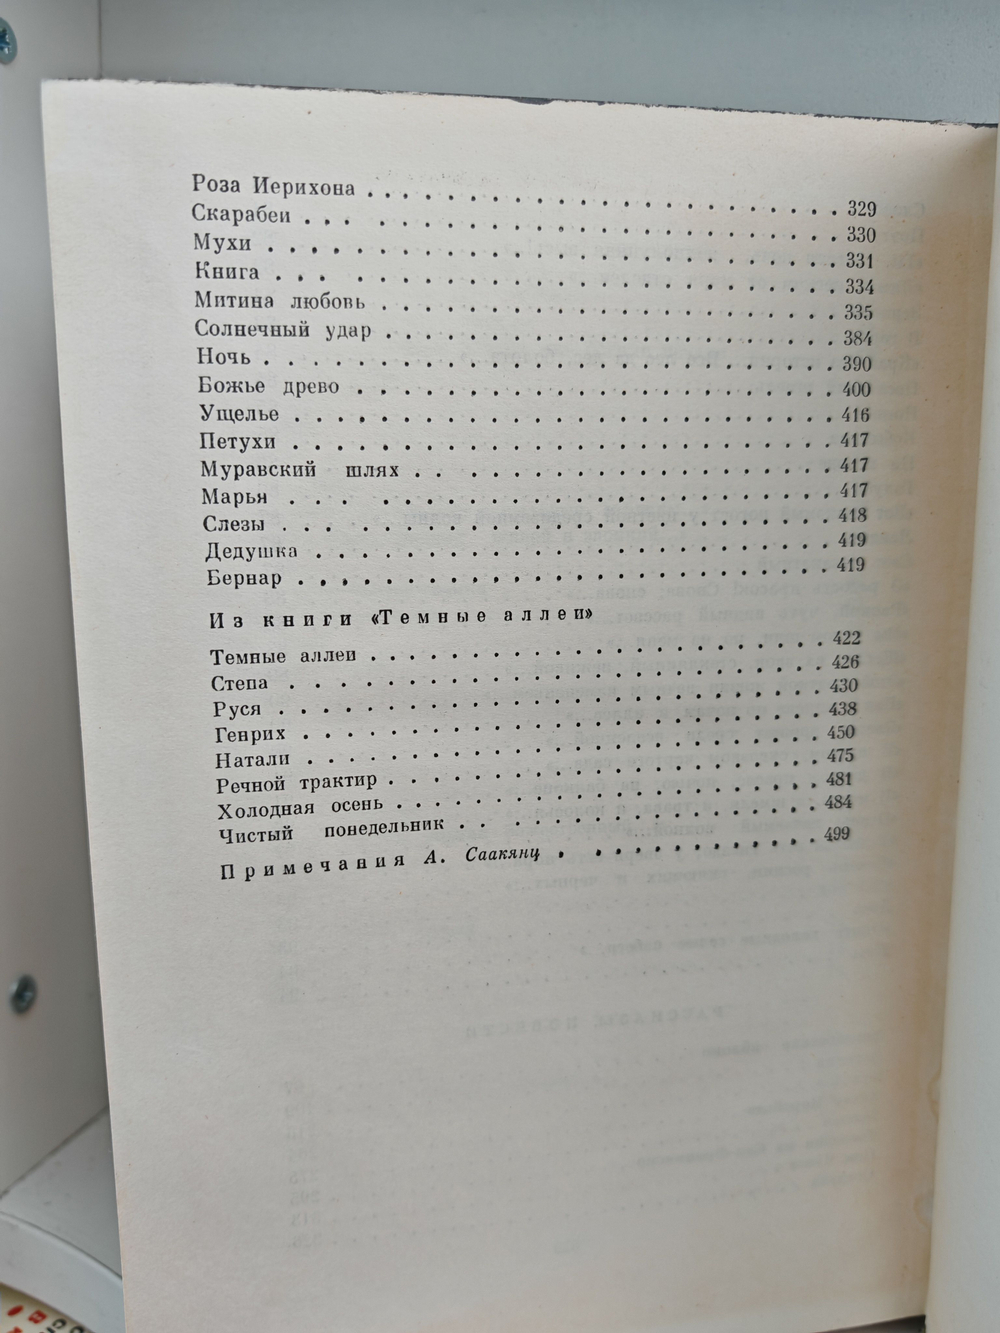 Роза Иерихона . . . . . . . . . . . . . . . . . . . . 329
Скарабеи . . . . . . . . . . . . . . . . . . . . 330
Мухи . . . . . . . . . . . . . . . . . . . . 331
Книга . . . . . . . . . . . . . . . . . . . . 334
Митина любовь . . . . . . . . . . . . . . . . . . . . 335
Солнечный удар . . . . . . . . . . . . . . . . . . . . 384
Ночь . . . . . . . . . . . . . . . . . . . . 390
Божье древо . . . . . . . . . . . . . . . . . . . . 400
Ущелье . . . . . . . . . . . . . . . . . . . . 416
Петухи . . . . . . . . . . . . . . . . . . . . 417
Муравский шлях . . . . . . . . . . . . . . . . . . . . 417
Марья . . . . . . . . . . . . . . . . . . . . 417
Слезы . . . . . . . . . . . . . . . . . . . . 418
Дедушка . . . . . . . . . . . . . . . . . . . . 419
Бернар . . . . . . . . . . . . . . . . . . . . 419
Из книги «Темные аллеи»
Темные аллеи . . . . . . . . . . . . . . . . . . . . 422
Степа . . . . . . . . . . . . . . . . . . . . 426
Руся . . . . . . . . . . . . . . . . . . . . 430
Генрих . . . . . . . . . . . . . . . . . . . . 438
Натали . . . . . . . . . . . . . . . . . . . . 450
Речной трактир . . . . . . . . . . . . . . . . . . . . 475
Холодная осень . . . . . . . . . . . . . . . . . . . . 481
Чистый понедельник . . . . . . . . . . . . . . . . . . 484
Примечания А. Саакянц . . . . . . . . . . . . 499